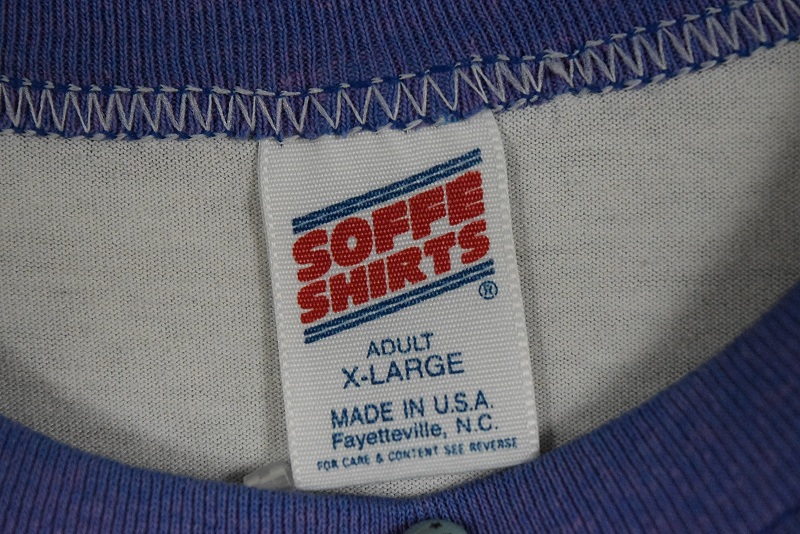 SOFFE
SHIRTS
®
ADULT
X-LARGE
MADE IN U.S.A.
Fayetteville, N.C.
FOR CARE & CONTENT SEE REVERSE